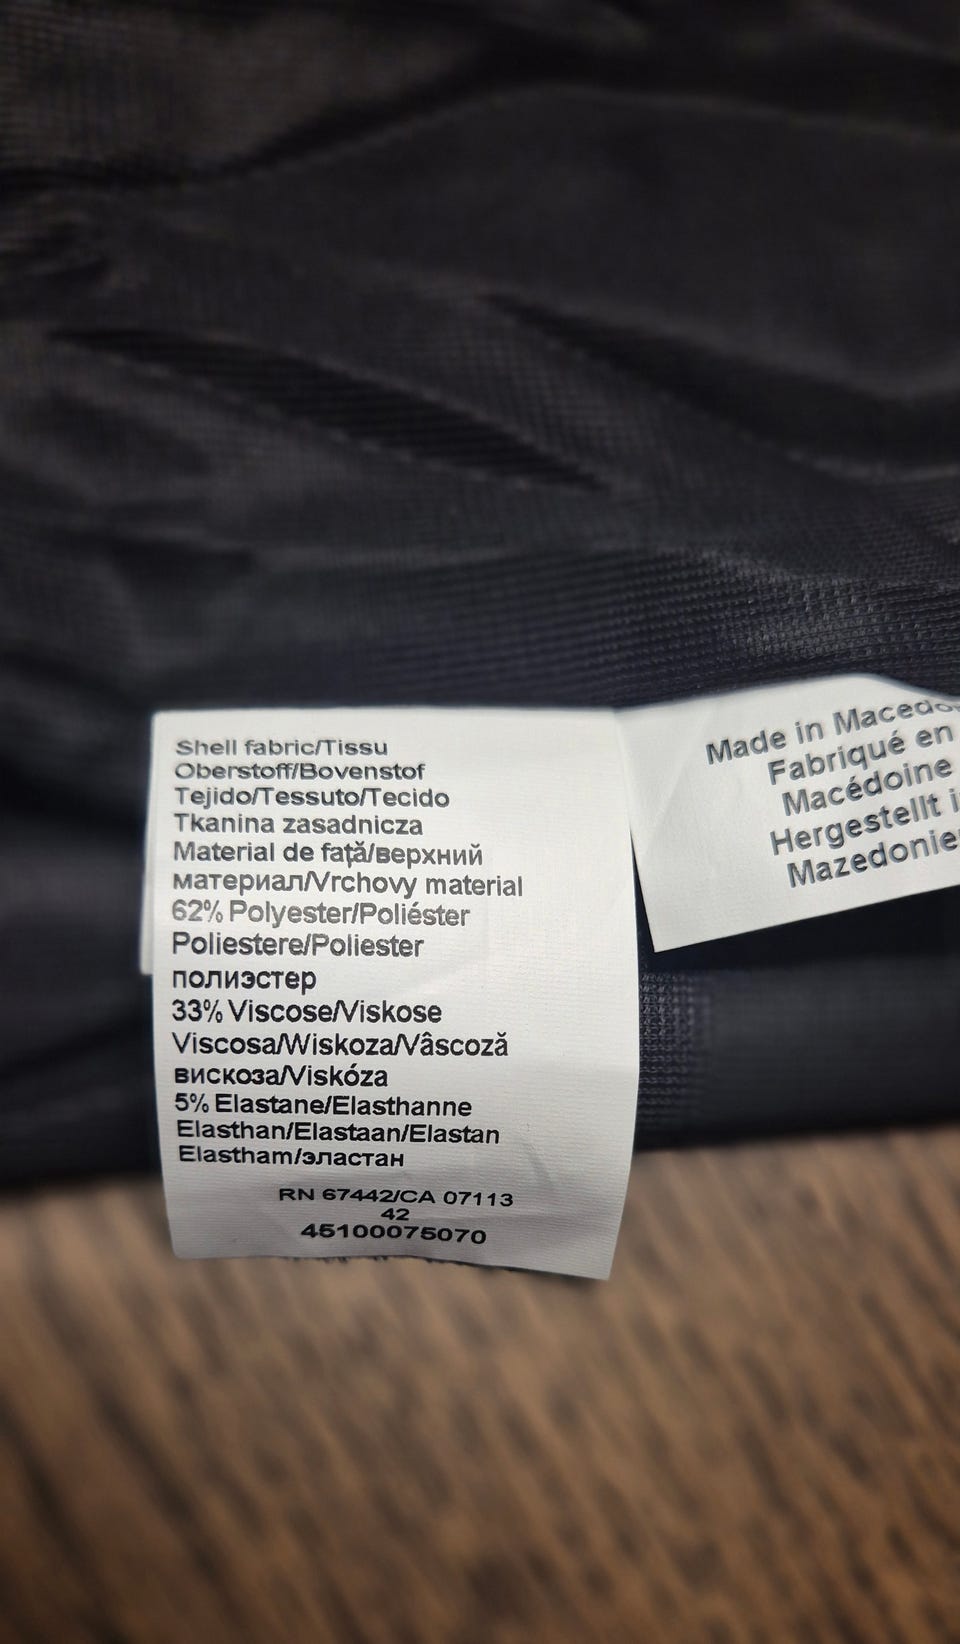 Shell fabric/Tissu
Oberstoff/Bovenstof
Tejido/Tessuto/Tecido
Tkanina zasadnicza
Material de față/верхний
материал/Vrchovy material
62% Polyester/Poliéster
Poliestere/Poliester
полиэстер
33% Viscose/Viskose
Viscosa/Wiskoza/Vâscoză
вискоза/Viskóza
5% Elastane/Elasthanne
Elasthan/Elastaan/Elastan
Elastham/эластан
RN 67442/CA 07113
42
45100075070
Made in
Fabriqué en
Macédoine
Hergestellt